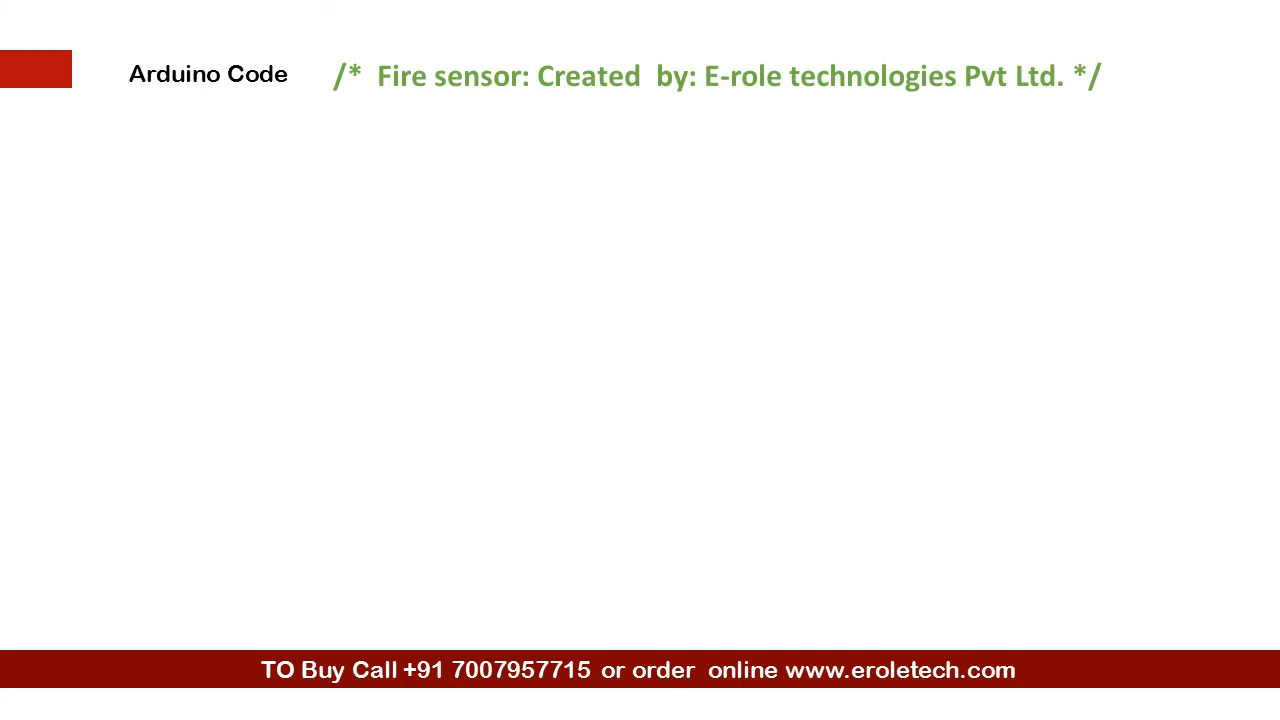 Arduino Code /*  Fire sensor: Created  by: E-role technologies Pvt Ltd. */
TO Buy Call +91 7007957715 or order  online www.eroletech.com